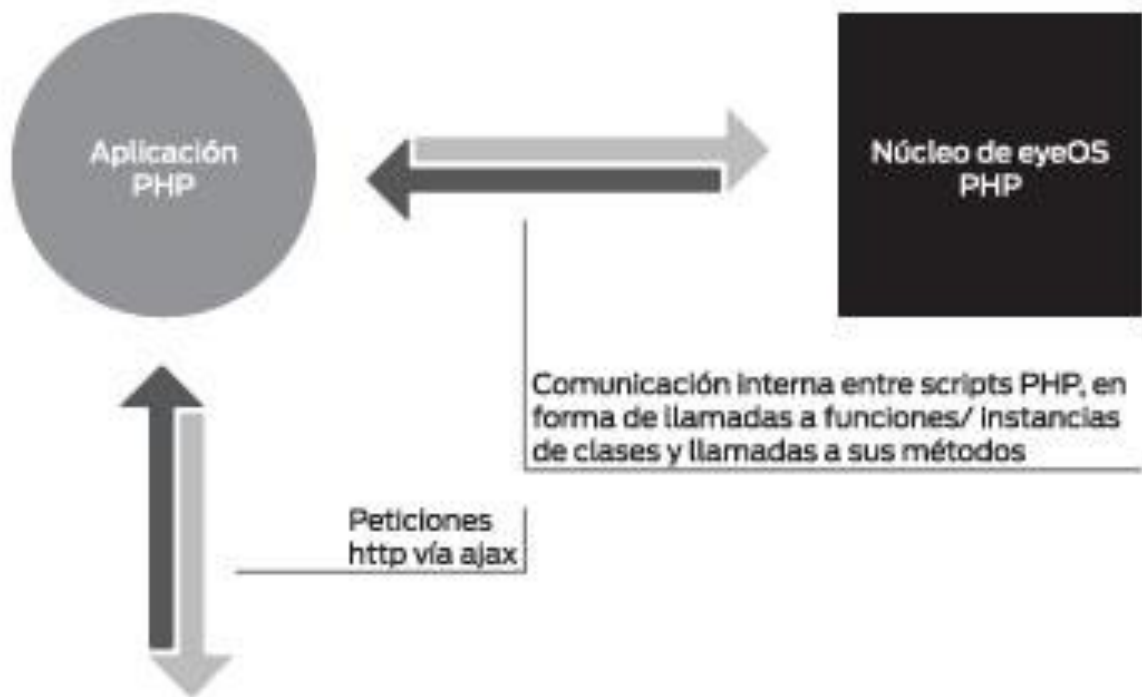 Aplicación
PHP
Núcleo de eyeOS
PHP
Comunicación interna entre scripts PHP, en
forma de llamadas a funciones/ instancias
de clases y llamadas a sus métodos
Peticiones
http vía ajax